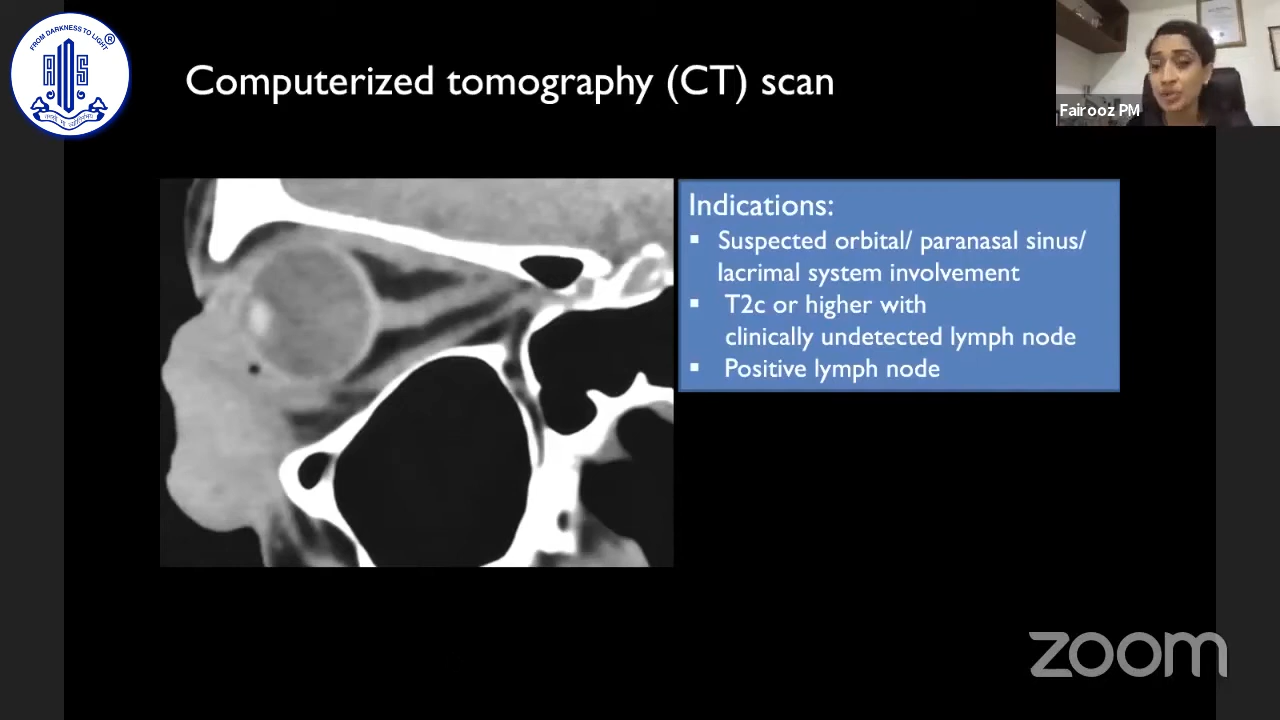 FROM DARKNESS TO LIGHT
®
AIOS
Computerized tomography (CT) scan
Fairooz PM
Indications:
▪ Suspected orbital/ paranasal sinus/
lacrimal system involvement
▪ T2c or higher with
clinically undetected lymph node
▪ Positive lymph node
zoom